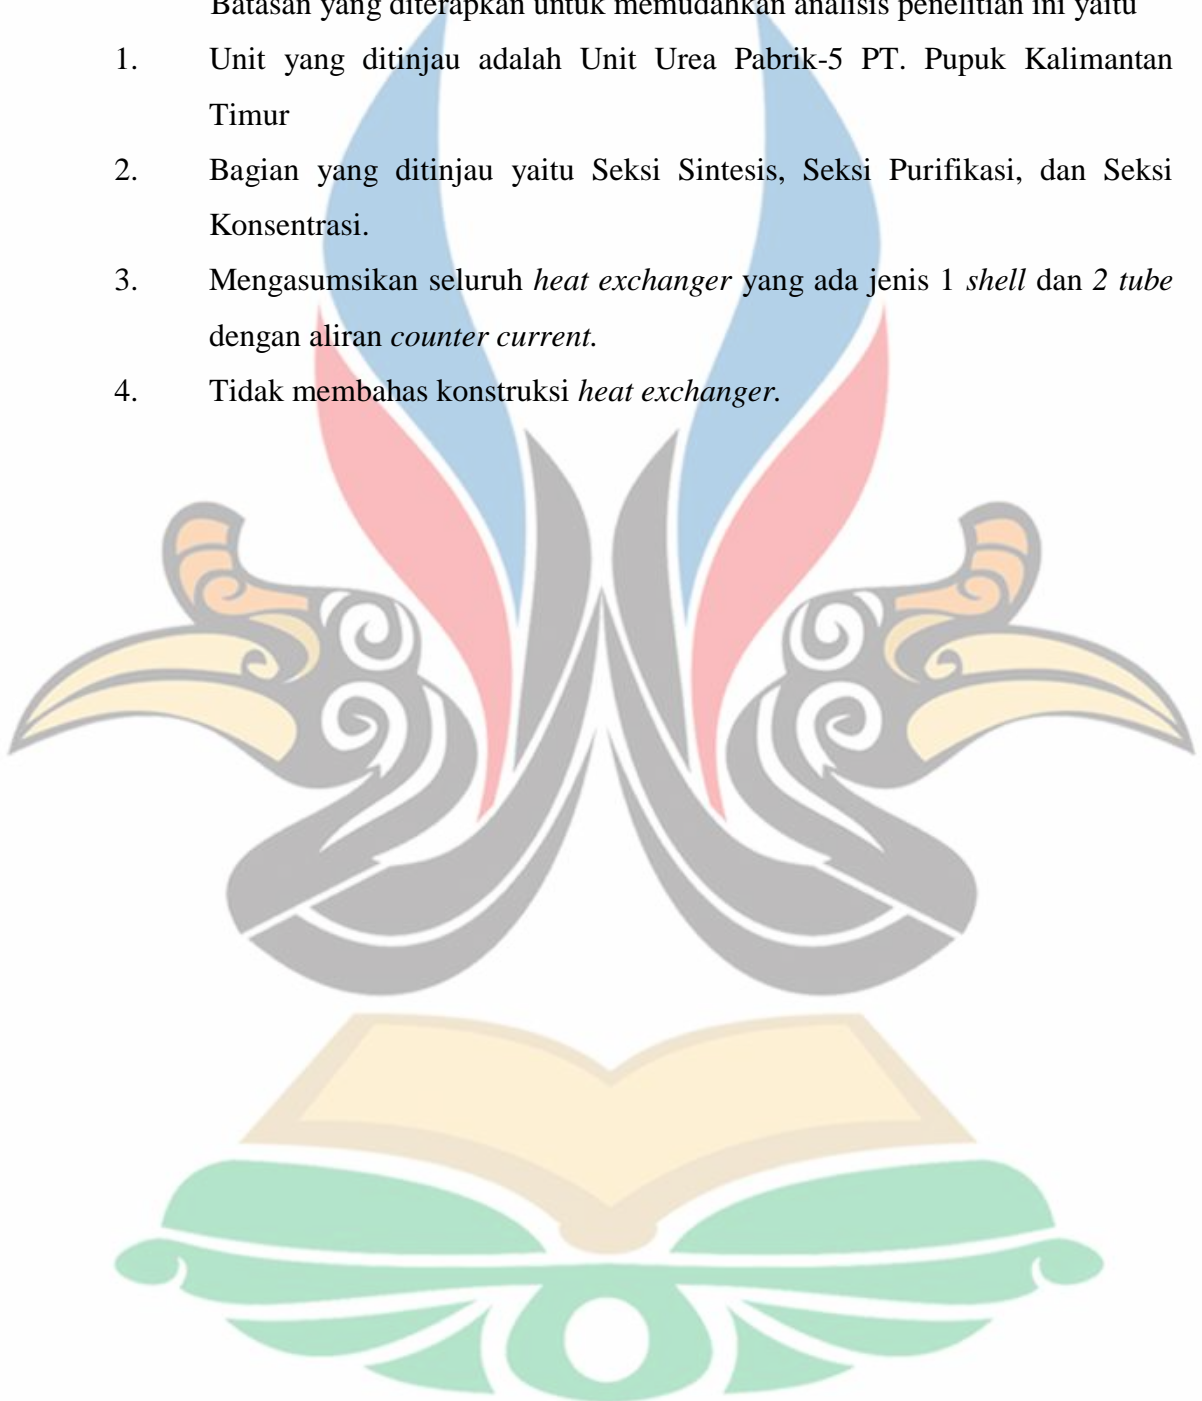 Batasan yang diterapkan untuk memudahkan analisis penelitian ini yaitu
1. Unit yang ditinjau adalah Unit Urea Pabrik-5 PT. Pupuk Kalimantan
Timur
2. Bagian yang ditinjau yaitu Seksi Sintesis, Seksi Purifikasi, dan Seksi
Konsentrasi.
3. Mengasumsikan seluruh heat exchanger yang ada jenis 1 shell dan 2 tube
dengan aliran counter current.
4. Tidak membahas konstruksi heat exchanger.